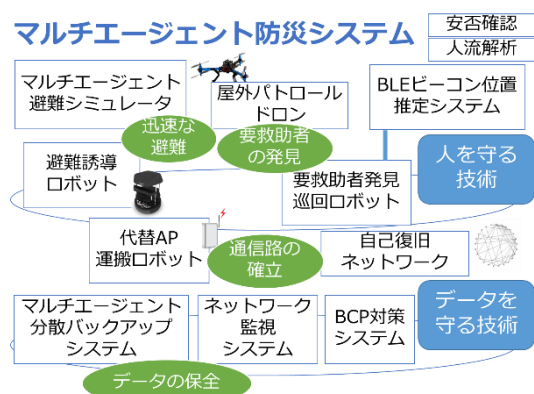 マルチエージェント防災システム
安否確認
人流解析
マルチエージェント
避難シミュレータ
屋外パトロール
ドロン
BLEビーコン位置
推定システム
迅速な
避難
要救助者
の発見
避難誘導
ロボット
要救助者発見
巡回ロボット
人を守る
技術
代替AP
運搬ロボット
通信路の
確立
自己復旧
ネットワーク
マルチエージェント
分散バックアップ
システム
ネットワーク
監視
システム
BCP対策
システム
データを
守る技術
データの保全